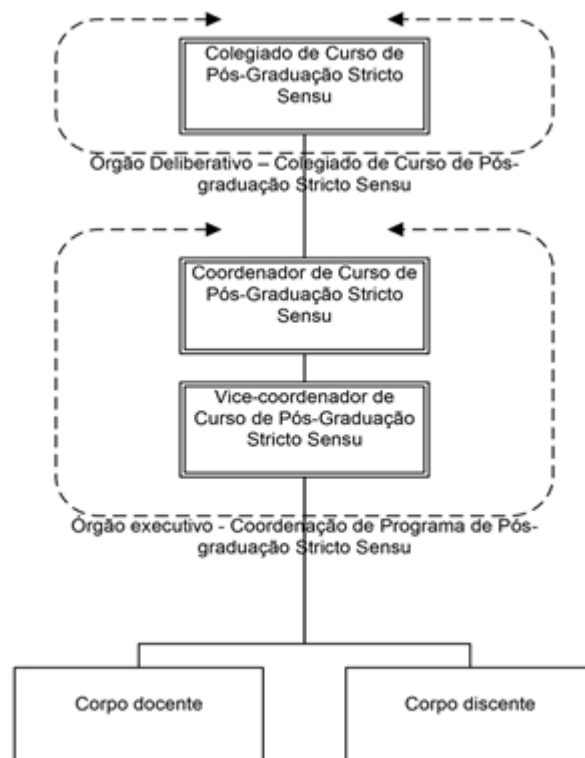 Colegiado de Curso de
Pós-Graduação Stricto
Sensu
Órgão Deliberativo – Colegiado de Curso de Pós-
graduação Stricto Sensu
Coordenador de Curso de
Pós-Graduação Stricto
Sensu
Vice-coordenador de
Curso de Pós-Graduação
Stricto Sensu
Órgão executivo - Coordenação de Programa de Pós-
graduação Stricto Sensu
Corpo docente
Corpo discente